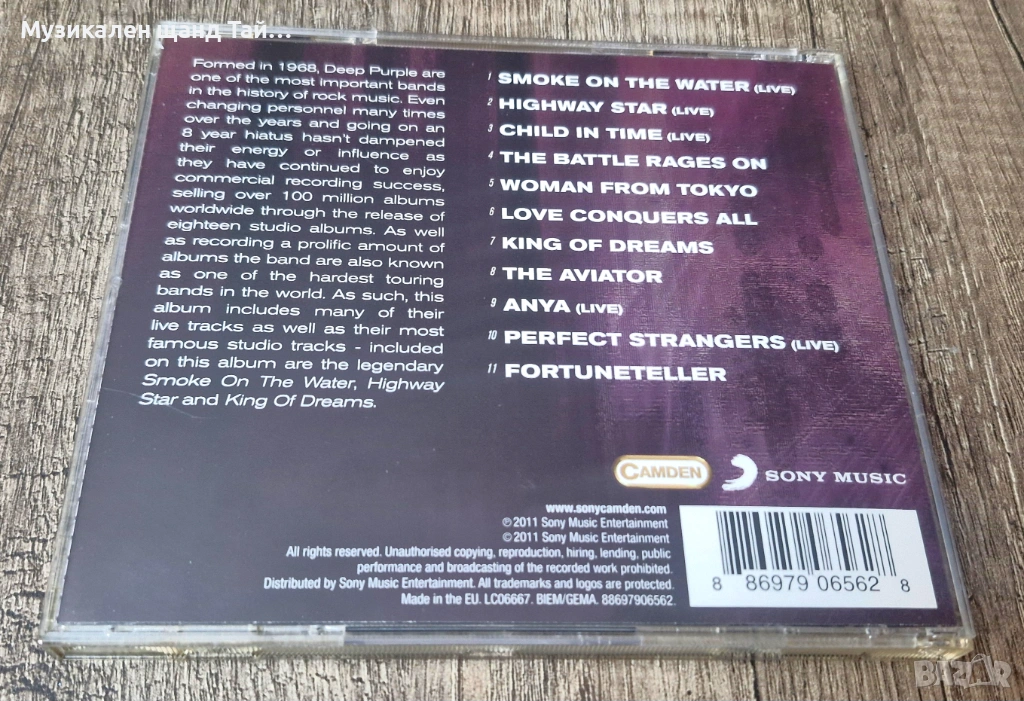 Музикален щанд Тай...
Formed in 1968, Deep Purple are
one of the most important bands
in the history of rock music. Even
changing personnel many times
over the years and going on an
8 year hiatus hasn't dampened
their energy or influence as
they have continued to enjoy
commercial recording success,
selling over 100 million albums
worldwide through the release of
eighteen studio albums. As well
as recording a prolific amount of
albums the band are also known
as one of the hardest touring
bands in the world. As such, this
album includes many of their
live tracks as well as their most
famous studio tracks - included
on this album are the legendary
Smoke On The Water, Highway
Star and King Of Dreams.
1 SMOKE ON THE WATER (LIVE)
2 HIGHWAY STAR (LIVE)
3 CHILD IN TIME (LIVE)
4 THE BATTLE RAGES ON
5 WOMAN FROM TOKYO
6 LOVE CONQUERS ALL
7 KING OF DREAMS
8 THE AVIATOR
9 ANYA (LIVE)
10 PERFECT STRANGERS (LIVE)
11 FORTUNETELLER
CAMDEN
SONY MUSIC
www.sonycamden.com
℗ 2011 Sony Music Entertainment
© 2011 Sony Music Entertainment
All rights reserved. Unauthorised copying, reproduction, hiring, lending, public
performance and broadcasting of the recorded work prohibited.
Distributed by Sony Music Entertainment. All trademarks and logos are protected.
Made in the EU. LC06667. BIEM/GEMA. 88697906562.
8 86979 06562 8
BAZAR